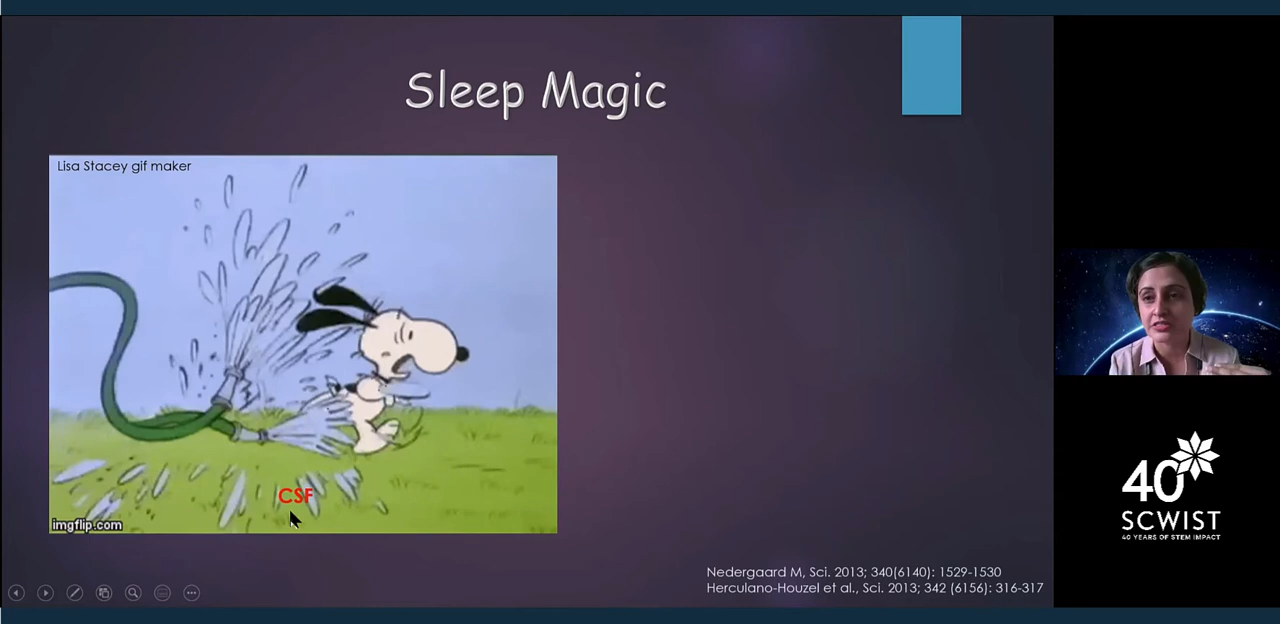 Sleep Magic
Lisa Stacey gif maker
CSF
imgflip.com
Nedergaard M, Sci. 2013; 340(6140): 1529-1530
Herculano-Houzel et al., Sci. 2013; 342 (6156): 316-317
40
SCWIST
40 YEARS OF STEM IMPACT